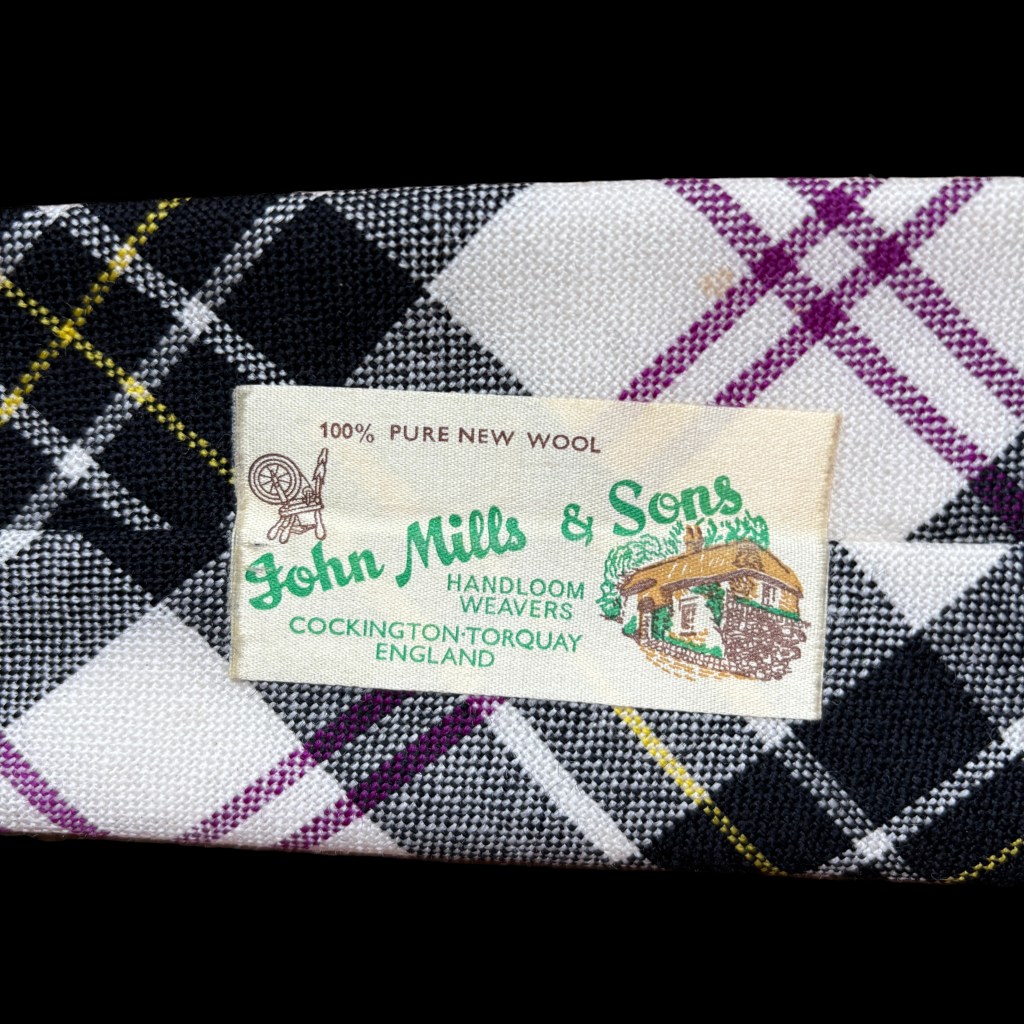 100% PURE NEW WOOL
John Mills & Sons
HANDLOOM
WEAVERS
COCKINGTON·TORQUAY
ENGLAND